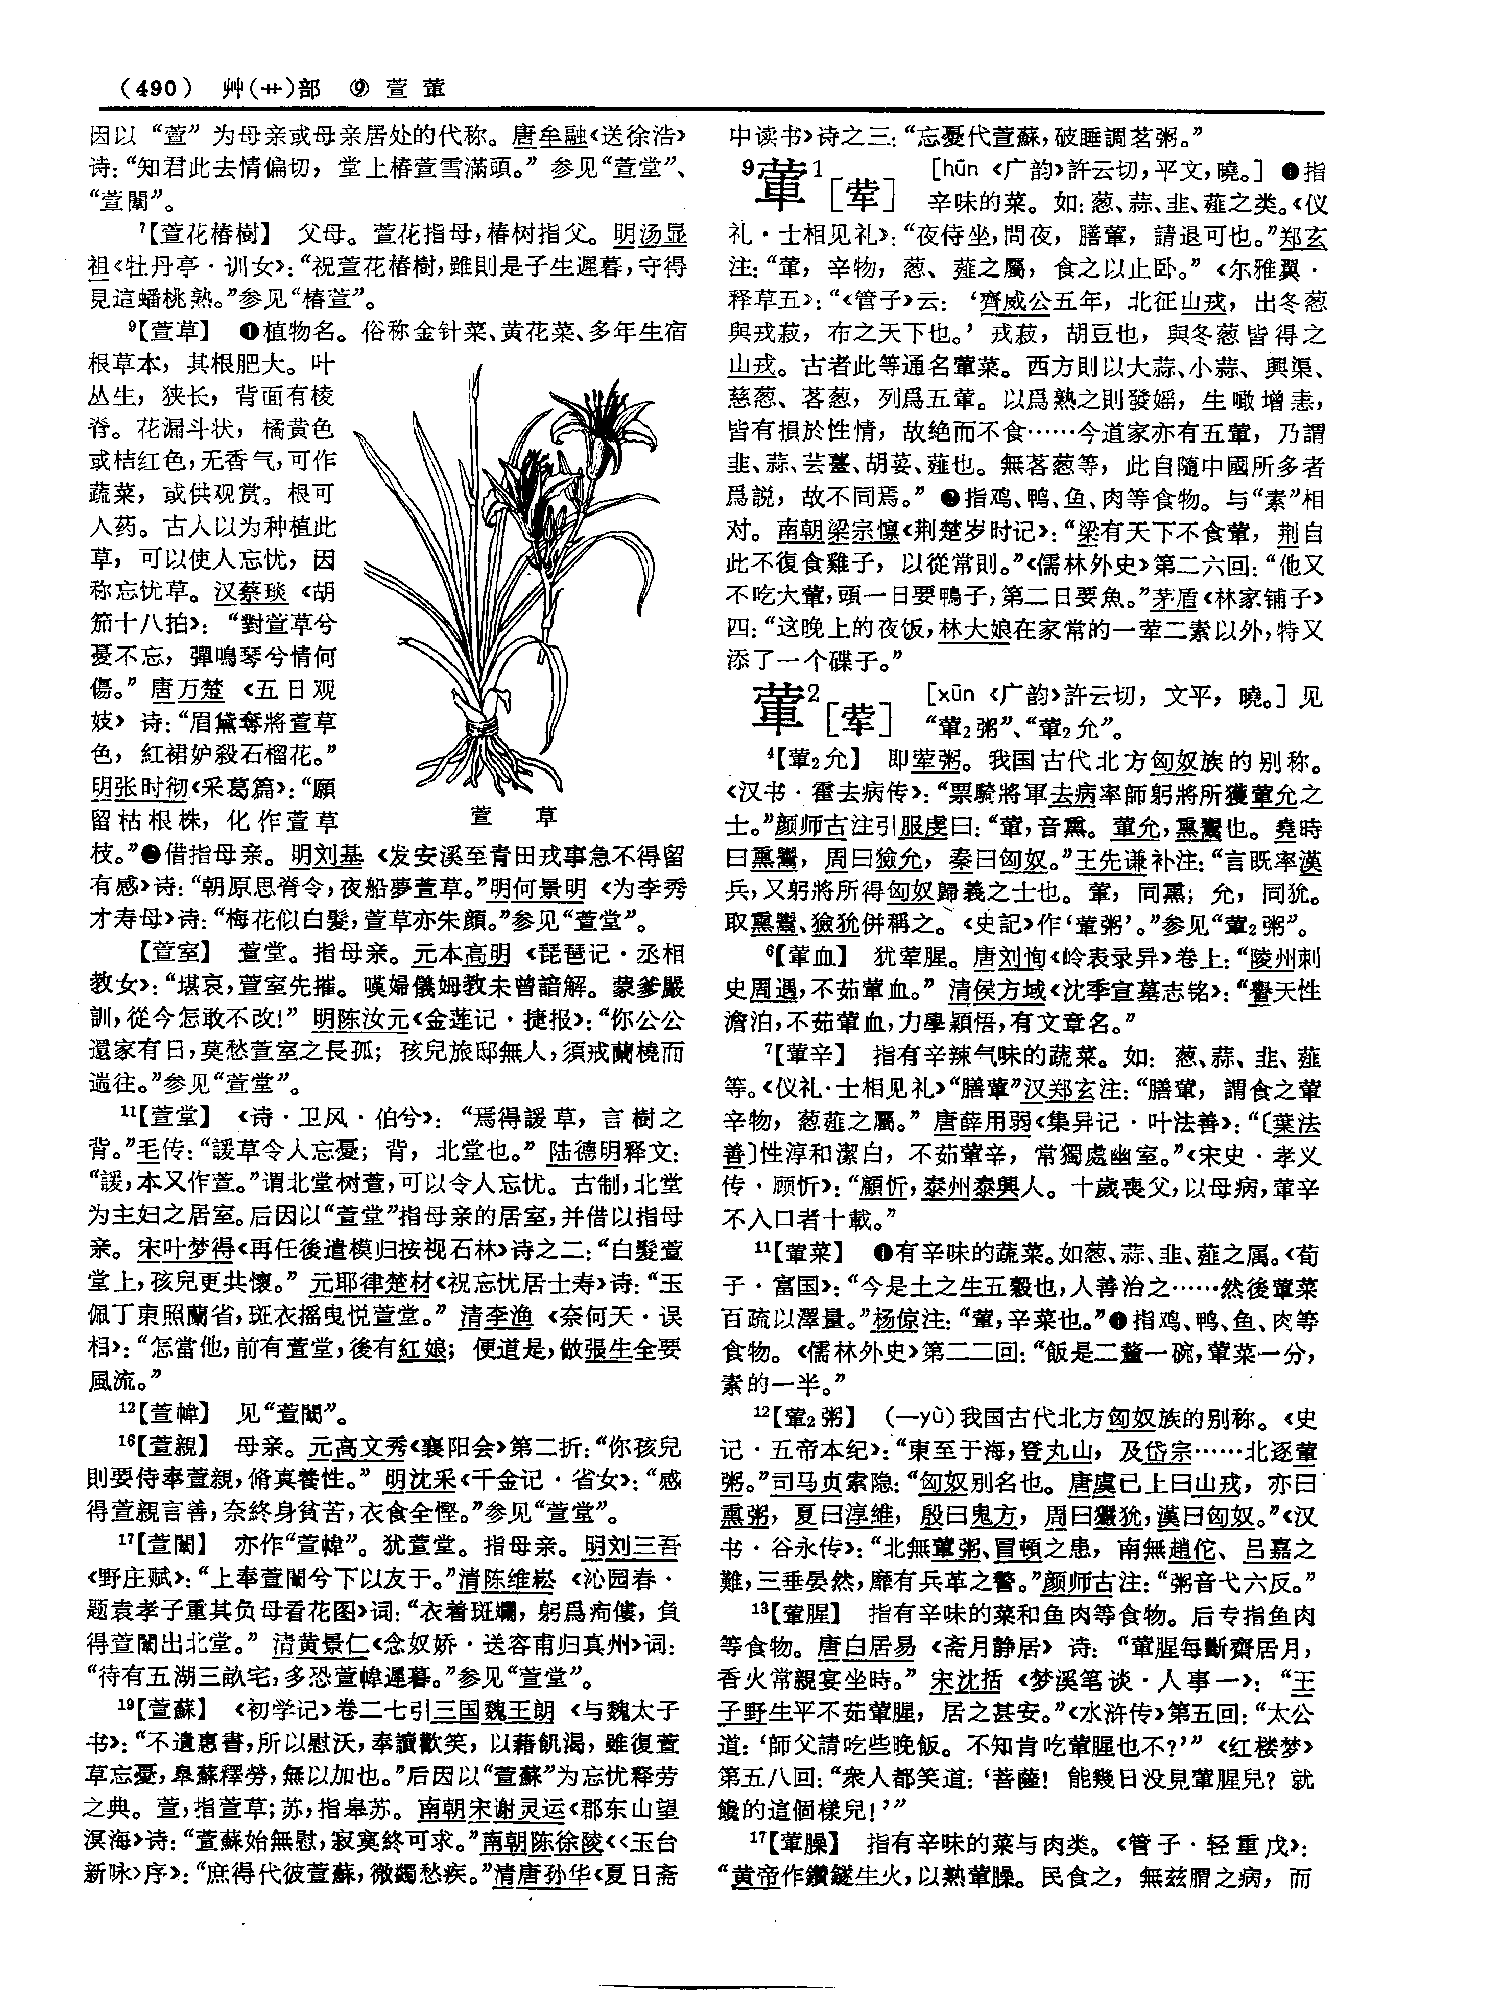 (490) 艸(艹)部 ⑨ 萱 葷
因以“萱”为母亲或母亲居处的代称。唐牟融《送徐浩》
诗：“知君此去情偏切，堂上椿萱雪滿頭。”参见“萱堂”、
“萱闈”。
7【萱花椿樹】 父母。萱花指母，椿树指父。明汤显
祖《牡丹亭·训女》：“祝萱花椿樹，雖則是子生遲暮，守得
見這蟠桃熟。”参见“椿萱”。
9【萱草】 ❶植物名。俗称金针菜、黄花菜、多年生宿
根草本，其根肥大。叶
丛生，狭长，背面有棱
脊。花漏斗状，橘黄色
或桔红色，无香气，可作
蔬菜，或供观赏。根可
入药。古人以为种植此
草，可以使人忘忧，因
称忘忧草。汉蔡琰《胡
笳十八拍》：“對萱草兮
憂不忘，彈鳴琴兮情何
傷。”唐万楚《五日观
妓》诗：“眉黛奪將萱草
色，紅裙妒殺石榴花。”
明张时彻《采葛篇》：“願
留枯根株，化作萱草
枝。”❷借指母亲。明刘基《发安溪至青田戎事急不得留
有感》诗：“朝原思脊令，夜船夢萱草。”明何景明《为李秀
才寿母》诗：“梅花似白髮，萱草亦朱顔。”参见“萱堂”。
萱 草
【萱室】 萱堂。指母亲。元本高明《琵琶记·丞相
教女》：“堪哀，萱室先摧。嘆婦儀姆教未曾諳解。蒙爹嚴
訓，從今怎敢不改！”明陈汝元《金莲记·捷报》：“你公公
還家有日，莫愁萱室之長孤；孩兒旅邸無人，須戒蘭橈而
遄往。”参见“萱堂”。
11【萱堂】 《诗·卫风·伯兮》：“焉得諼草，言樹之
背。”毛传：“諼草令人忘憂；背，北堂也。”陆德明释文：
“諼，本又作萱。”谓北堂树萱，可以令人忘忧。古制，北堂
为主妇之居室。后因以“萱堂”指母亲的居室，并借以指母
亲。宋叶梦得《再任後遣模归按视石林》诗之二：“白髮萱
堂上，孩兒更共懷。”元耶律楚材《祝忘忧居士寿》诗：“玉
佩丁東照蘭省，斑衣摇曳悦萱堂。”清李渔《奈何天·误
相》：“怎當他，前有萱堂，後有紅娘；便道是，做張生全要
風流。”
12【萱幃】 见“萱闈”。
16【萱親】 母亲。元高文秀《襄阳会》第二折：“你孩兒
則要侍奉萱親，脩真養性。”明沈采《千金记·省女》：“感
得萱親言善，奈終身貧苦，衣食全慳。”参见“萱堂”。
17【萱闈】 亦作“萱幃”。犹萱堂。指母亲。明刘三吾
《野庄赋》：“上奉萱闈兮下以友于。”清陈维崧《沁园春·
题袁孝子重其负母看花图》词：“衣着斑斕，躬爲痀僂，負
得萱闈出北堂。”清黄景仁《念奴娇·送容甫归真州》词：
“待有五湖三畝宅，多恐萱幃遲暮。”参见“萱堂”。
19【萱蘇】 《初学记》卷二七引三国魏王朗《与魏太子
书》：“不遺惠書，所以慰沃，奉讀歡笑，以藉飢渴，雖復萱
草忘憂，皋蘇釋勞，無以加也。”后因以“萱蘇”为忘忧释劳
之典。萱，指萱草；苏，指皋苏。南朝宋谢灵运《郡东山望
溟海》诗：“萱蘇始無慰，寂寞終可求。”南朝陈徐陵《<玉台
新咏>序》：“庶得代彼萱蘇，微蠲愁疾。”清唐孙华《夏日斋
中读书》诗之三：“忘憂代萱蘇，破睡調茗粥。”
9葷1［荤］ ［hūn《广韵》許云切，平文，曉。］❶指
辛味的菜。如：葱、蒜、韭、薤之类。《仪
礼·士相见礼》：“夜侍坐，問夜，膳葷，請退可也。”郑玄
注：“葷，辛物，葱、薤之屬，食之以止卧。”《尔雅翼·
释草五》：“《管子》云：‘齊威公五年，北征山戎，出冬葱
與戎菽，布之天下也。’戎菽，胡豆也，與冬葱皆得之
山戎。古者此等通名葷菜。西方則以大蒜、小蒜、興渠、
慈葱、茖葱，列爲五葷。以爲熟之則發婬，生噉增恚，
皆有損於性情，故絶而不食……今道家亦有五葷，乃謂
韭、蒜、芸薹、胡荽、薤也。無茖葱等，此自隨中國所多者
爲説，故不同焉。”❷指鸡、鸭、鱼、肉等食物。与“素”相
对。南朝梁宗懔《荆楚岁时记》：“梁有天下不食葷，荆自
此不復食雞子，以從常則。”《儒林外史》第二六回：“他又
不吃大葷，頭一日要鴨子，第二日要魚。”茅盾《林家铺子》
四：“这晚上的夜饭，林大娘在家常的一荤二素以外，特又
添了一个碟子。”
葷2［荤］ ［xūn《广韵》許云切，文平，曉。］见
“葷2粥”、“葷2允”。
4【葷2允】 即荤粥。我国古代北方匈奴族的别称。
《汉书·霍去病传》：“票騎將軍去病率師躬將所獲葷允之
士。”颜师古注引服虔曰：“葷，音熏。葷允，熏鬻也。堯時
曰熏鬻，周曰獫允，秦曰匈奴。”王先谦补注：“言既率漢
兵，又躬將所得匈奴歸義之士也。葷，同熏；允，同狁。
取熏鬻、獫狁併稱之。《史記》作‘葷粥’。”参见“葷2粥”。
6【葷血】 犹荤腥。唐刘恂《岭表录异》卷上：“陵州刺
史周遇，不茹葷血。”清侯方域《沈季宣墓志铭》：“譽天性
澹泊，不茹葷血，力學穎悟，有文章名。”
7【葷辛】 指有辛辣气味的蔬菜。如：葱、蒜、韭、薤
等。《仪礼·士相见礼》“膳葷”汉郑玄注：“膳葷，謂食之葷
辛物，葱薤之屬。”唐薛用弱《集异记·叶法善》：“〔葉法
善〕性淳和潔白，不茹葷辛，常獨處幽室。”《宋史·孝义
传·顾忻》：“顧忻，泰州泰興人。十歲喪父，以母病，葷辛
不入口者十載。”
11【葷菜】 ❶有辛味的蔬菜。如葱、蒜、韭、薤之属。《荀
子·富国》：“今是土之生五穀也，人善治之……然後葷菜
百疏以澤量。”杨倞注：“葷，辛菜也。”❷指鸡、鸭、鱼、肉等
食物。《儒林外史》第二二回：“飯是二釐一碗，葷菜一分，
素的一半。”
12【葷2粥】 （—yù）我国古代北方匈奴族的别称。《史
记·五帝本纪》：“東至于海，登丸山，及岱宗……北逐葷
粥。”司马贞索隐：“匈奴别名也。唐虞已上曰山戎，亦曰
熏粥，夏曰淳維，殷曰鬼方，周曰玁狁，漢曰匈奴。”《汉
书·谷永传》：“北無葷粥、冒頓之患，南無趙佗、吕嘉之
難，三垂晏然，靡有兵革之警。”颜师古注：“粥音弋六反。”
13【葷腥】 指有辛味的菜和鱼肉等食物。后专指鱼肉
等食物。唐白居易《斋月静居》诗：“葷腥每斷齋居月，
香火常親宴坐時。”宋沈括《梦溪笔谈·人事一》：“王
子野生平不茹葷腥，居之甚安。”《水浒传》第五回：“太公
道：‘師父請吃些晚飯。不知肯吃葷腥也不？’”《红楼梦》
第五八回：“衆人都笑道：‘菩薩！能幾日没見葷腥兒？就
饞的這個樣兒！’”
17【葷臊】 指有辛味的菜与肉类。《管子·轻重戊》：
“黄帝作鑽鐩生火，以熟葷臊。民食之，無兹𦝩之病，而